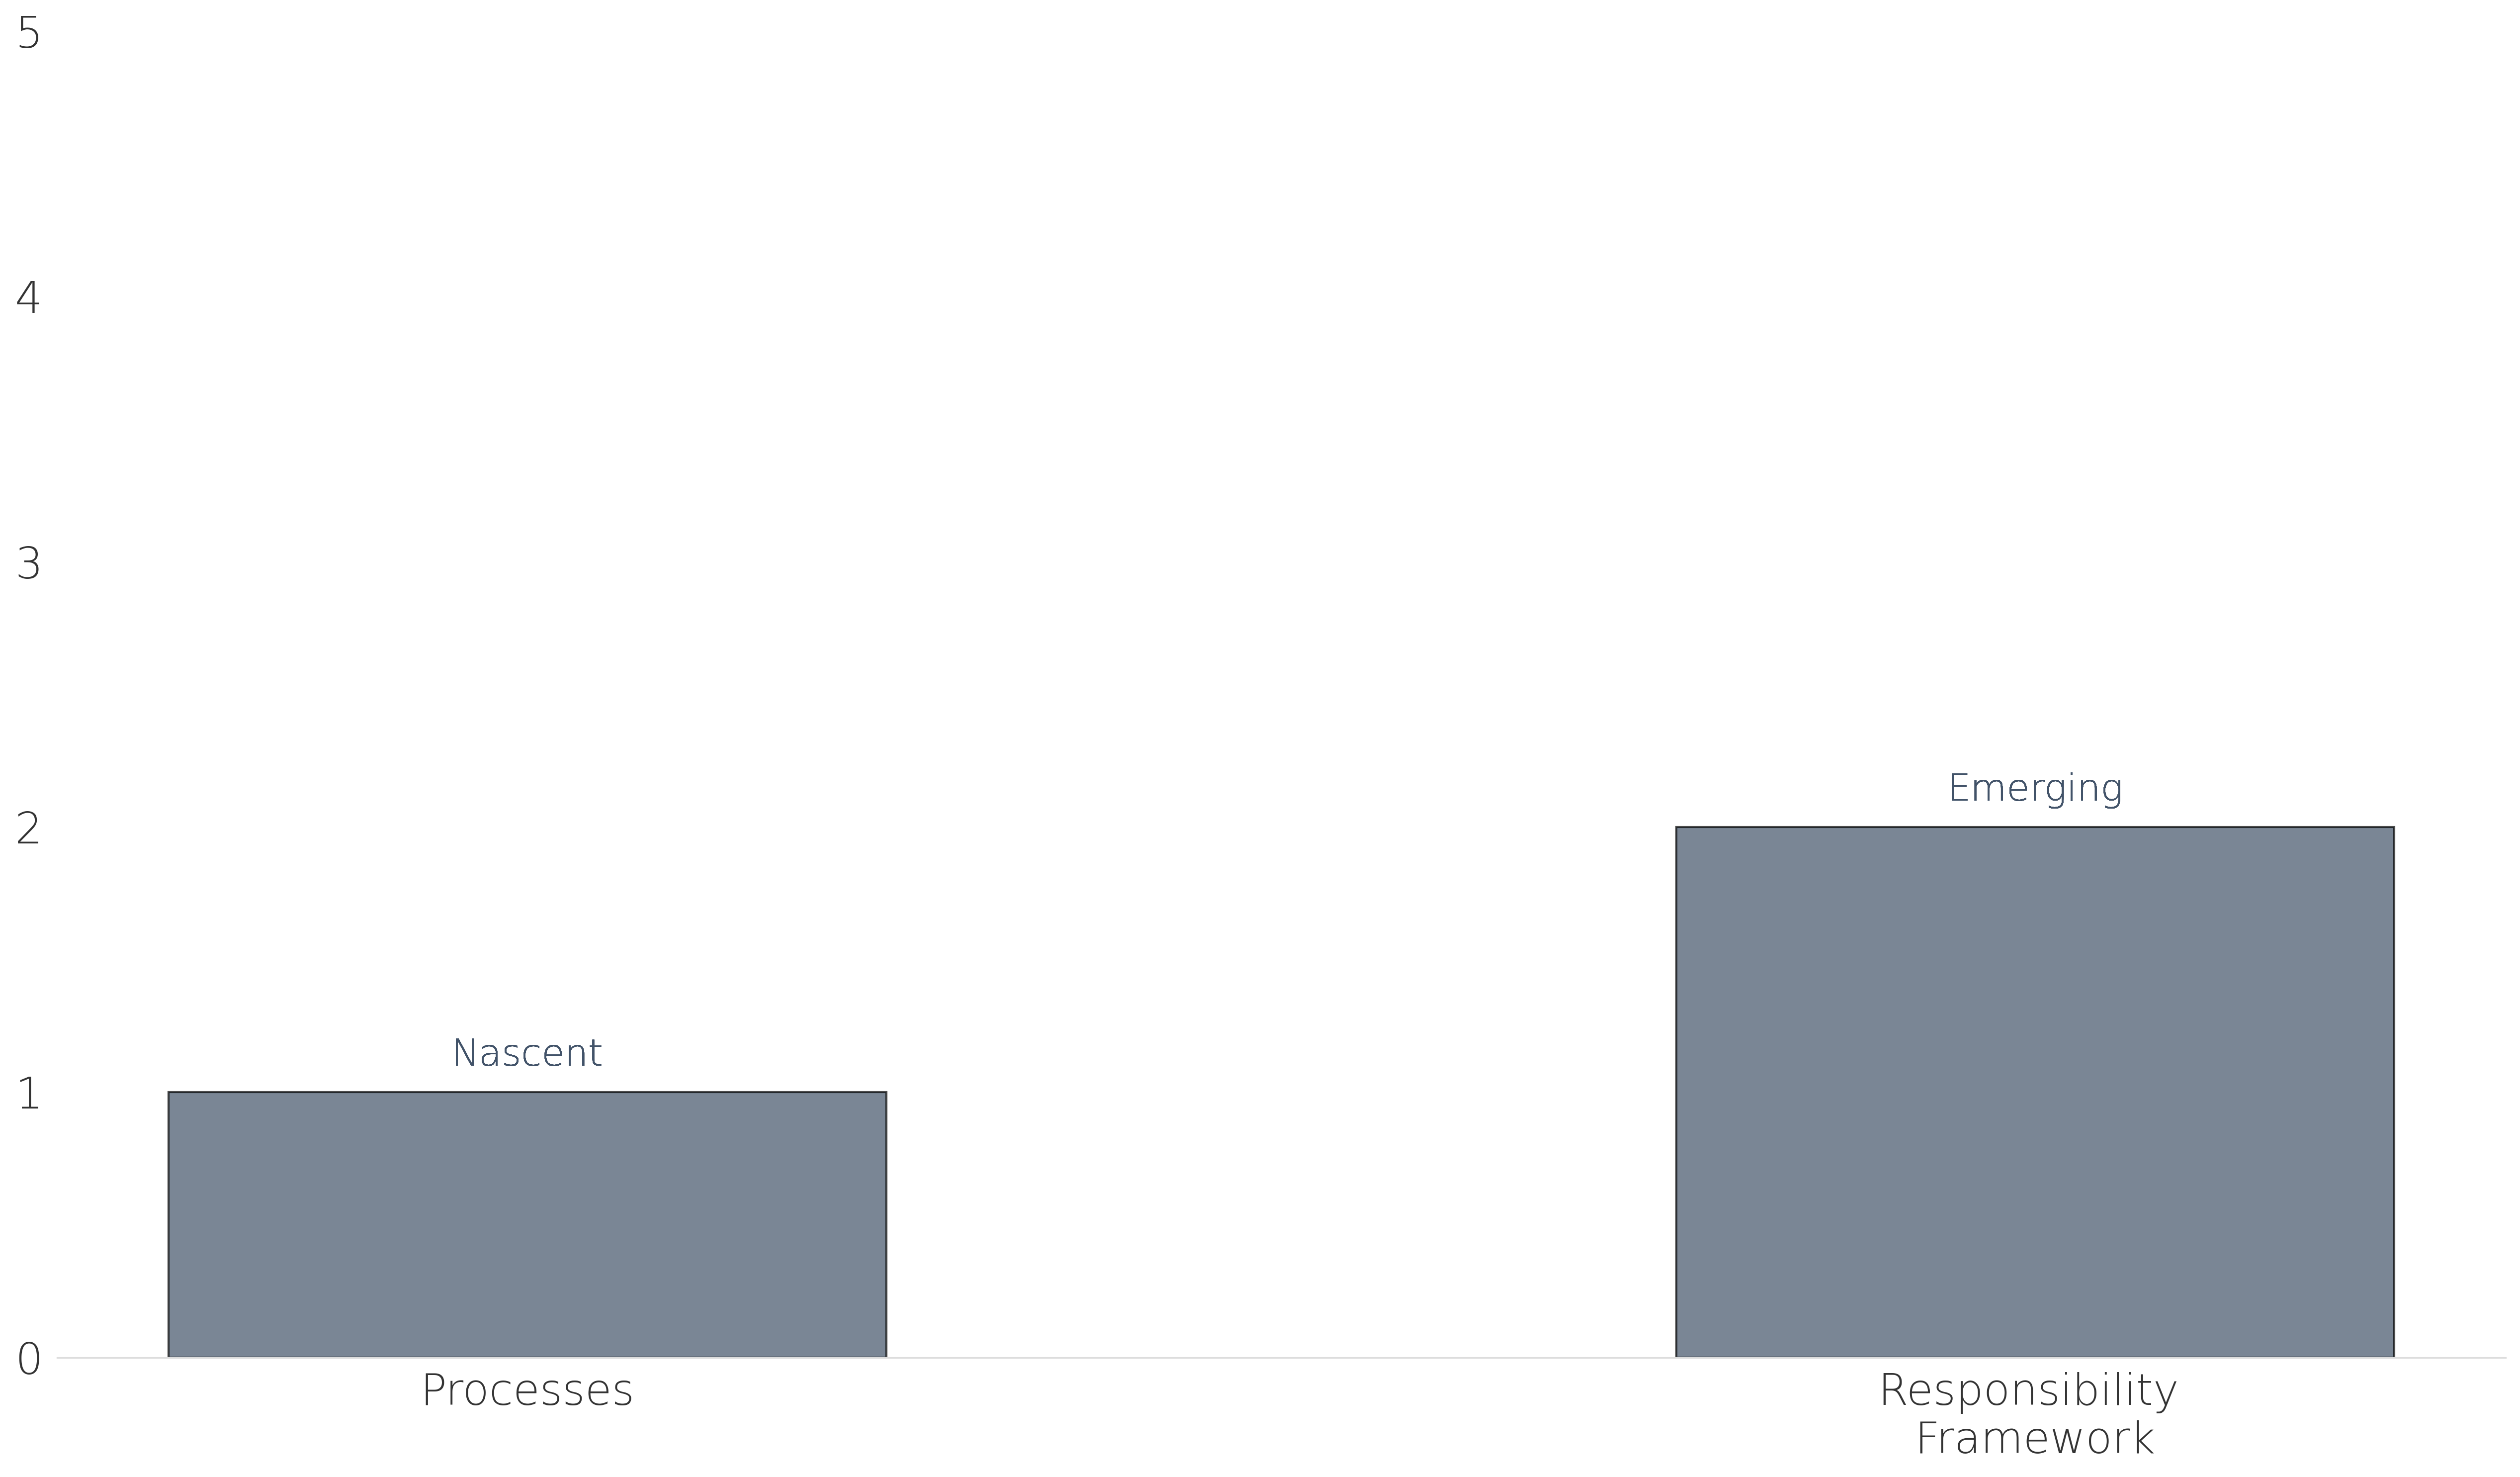 5
4
3
2
Emerging
1
Nascent
0
Processes
Responsibility
Framework